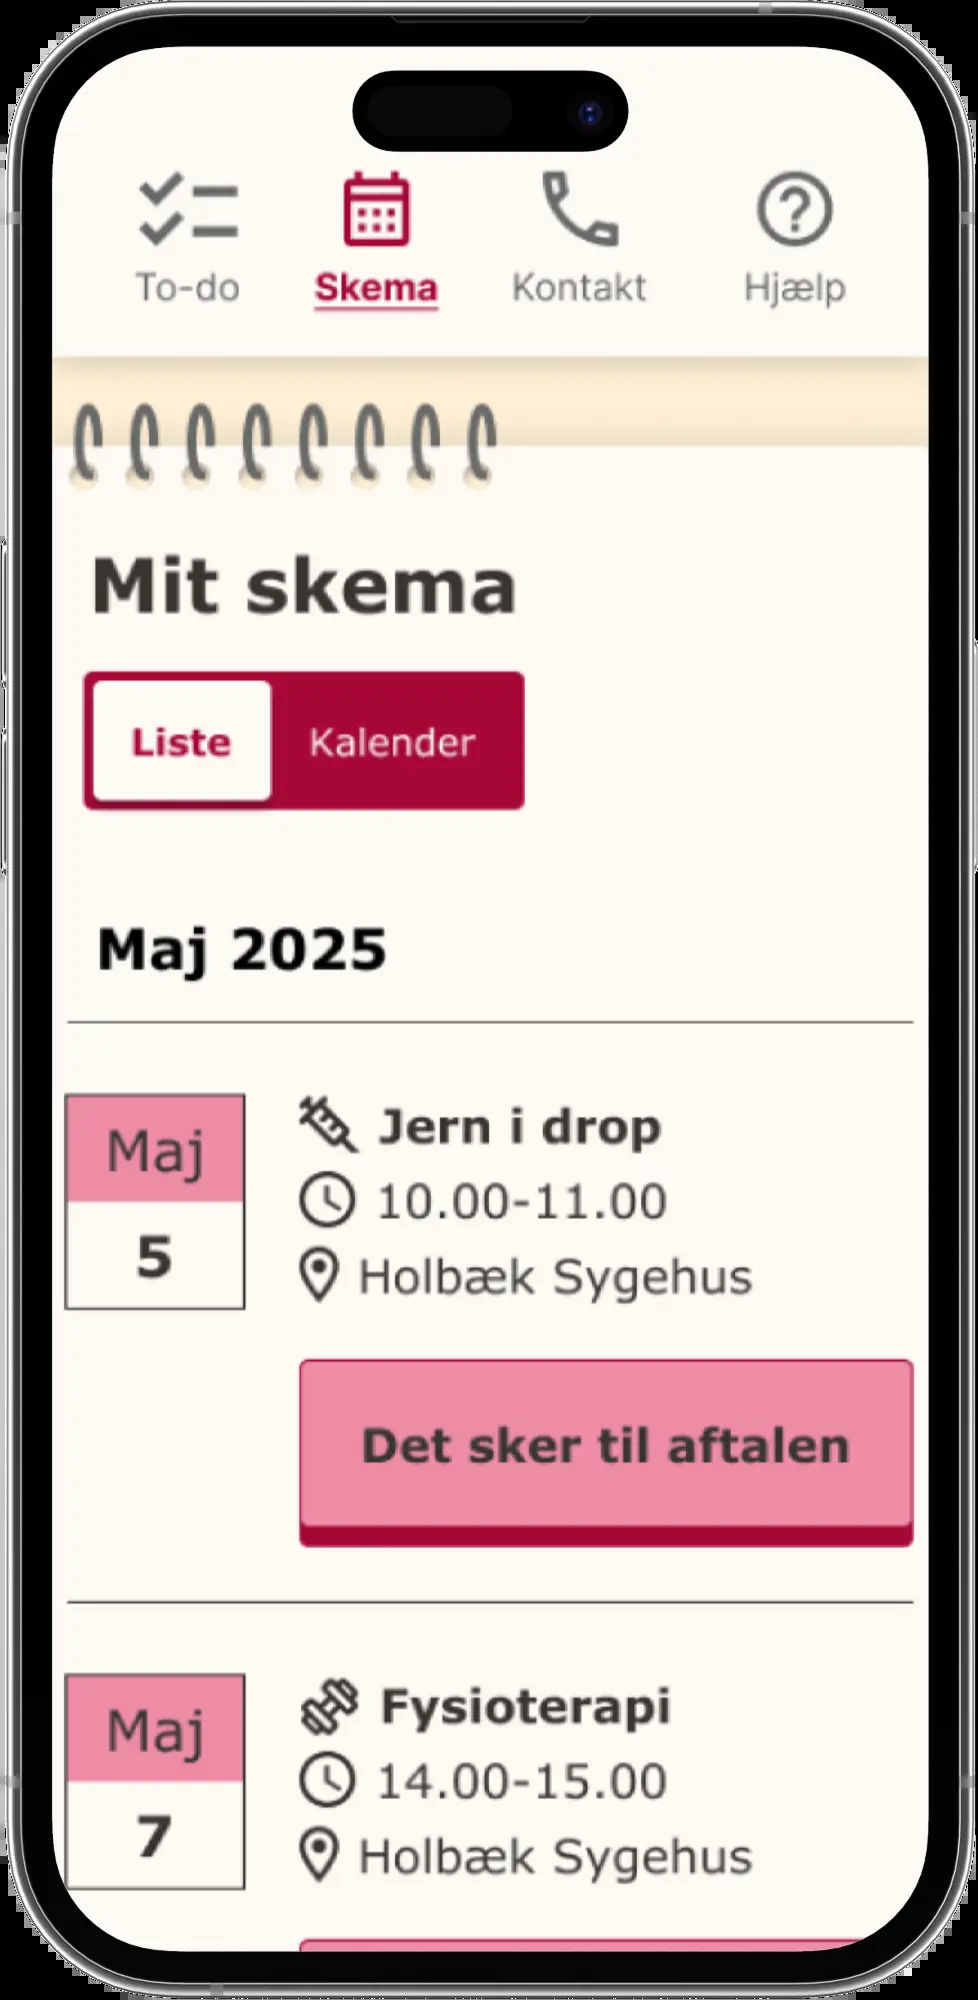 To-do
Skema
Kontakt
Hjælp
Mit skema
Liste
Kalender
Maj 2025
Maj
5
Jern i drop
10.00-11.00
Holbæk Sygehus
Det sker til aftalen
Maj
7
Fysioterapi
14.00-15.00
Holbæk Sygehus